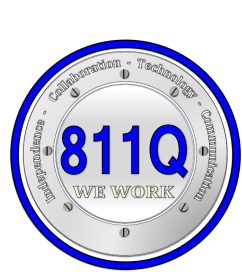 Independence - Collaboration - Technology - Communication
811Q
WE WORK